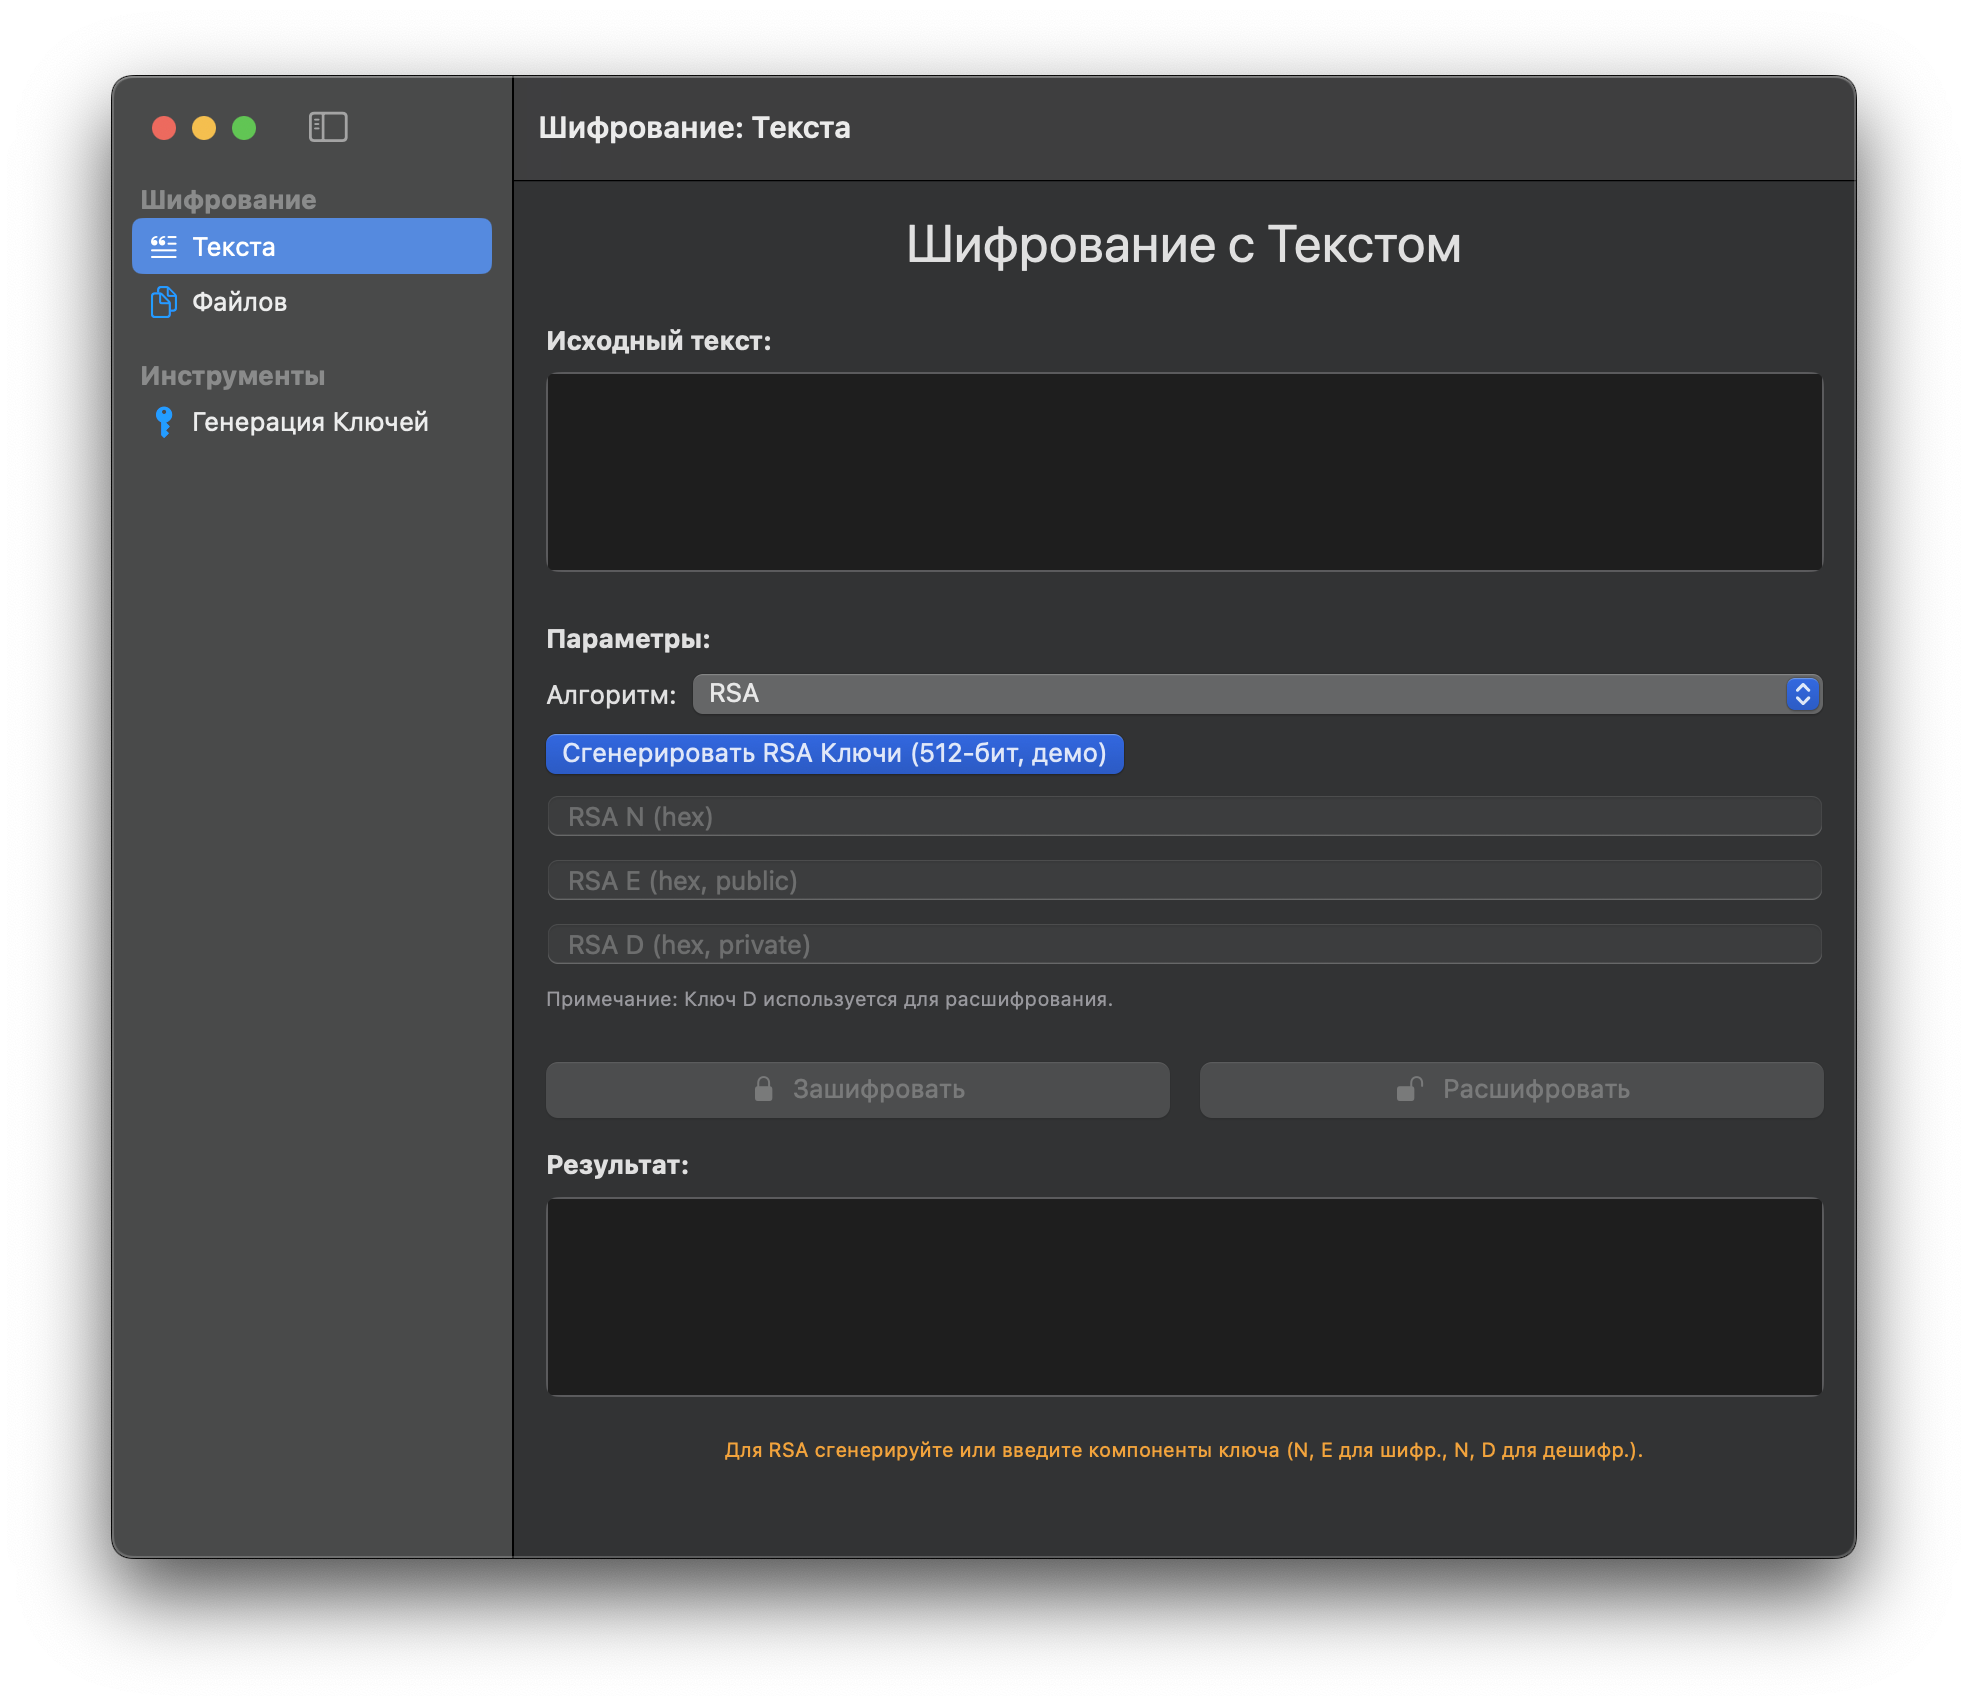 Шифрование: Текста
Шифрование
Текста
Файлов
Инструменты
Генерация Ключей
Шифрование с Текстом
Исходный текст:
Параметры:
Алгоритм: RSA
Сгенерировать RSA Ключи (512-бит, демо)
RSA N (hex)
RSA E (hex, public)
RSA D (hex, private)
Примечание: Ключ D используется для расшифрования.
Зашифровать Расшифровать
Результат:
Для RSA сгенерируйте или введите компоненты ключа (N, E для шифр., N, D для дешифр.).